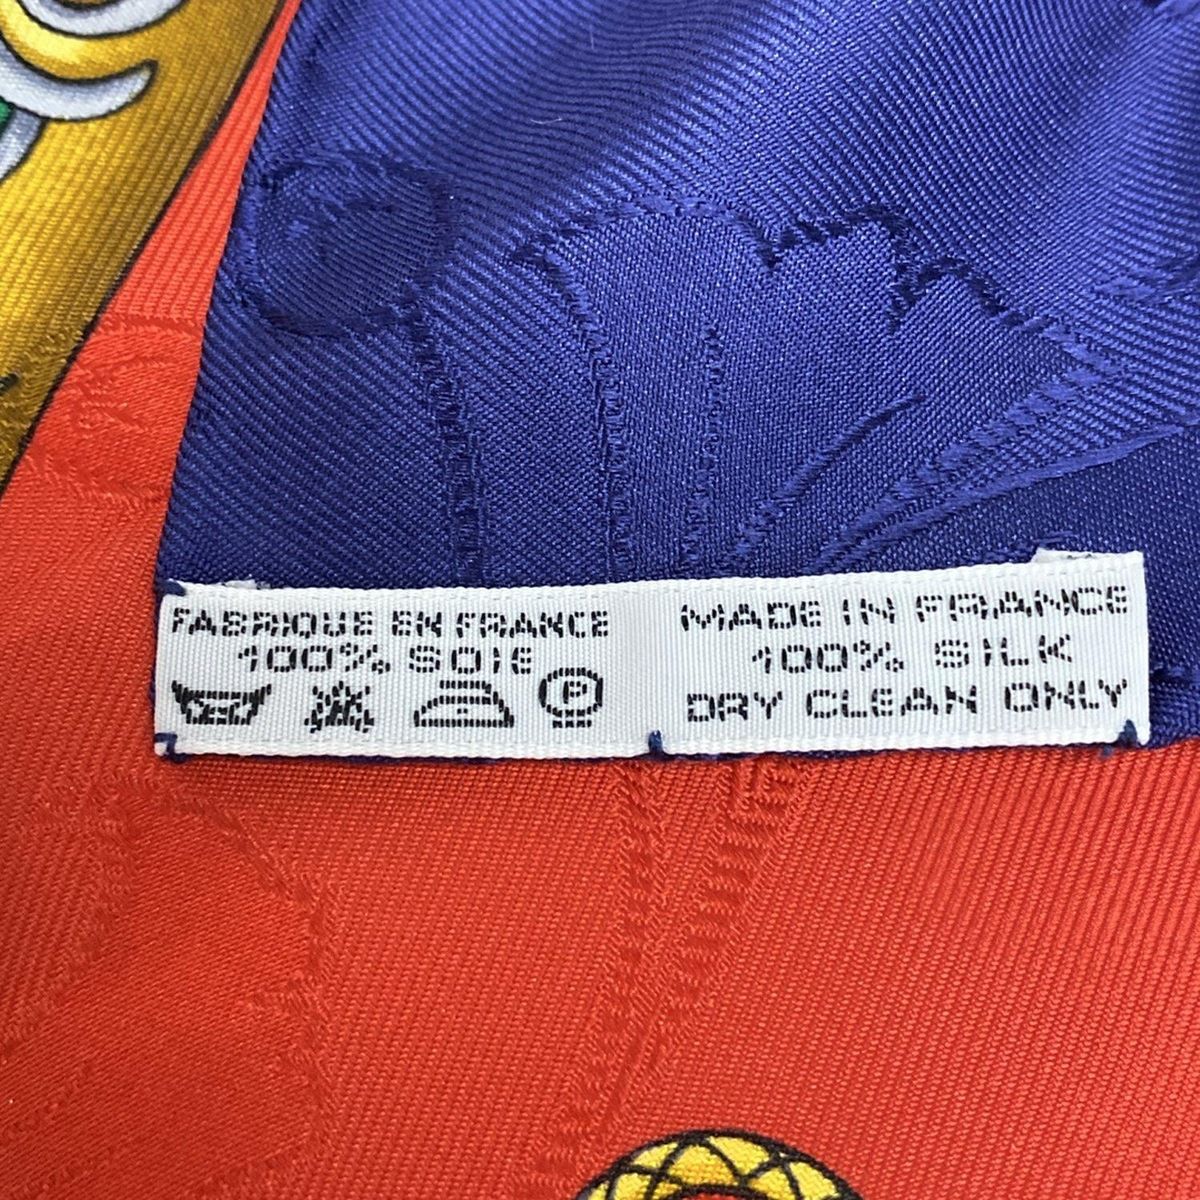 FABRIQUE EN FRANCE
100% SOIE
P
MADE IN FRANCE
100% SILK
DRY CLEAN ONLY